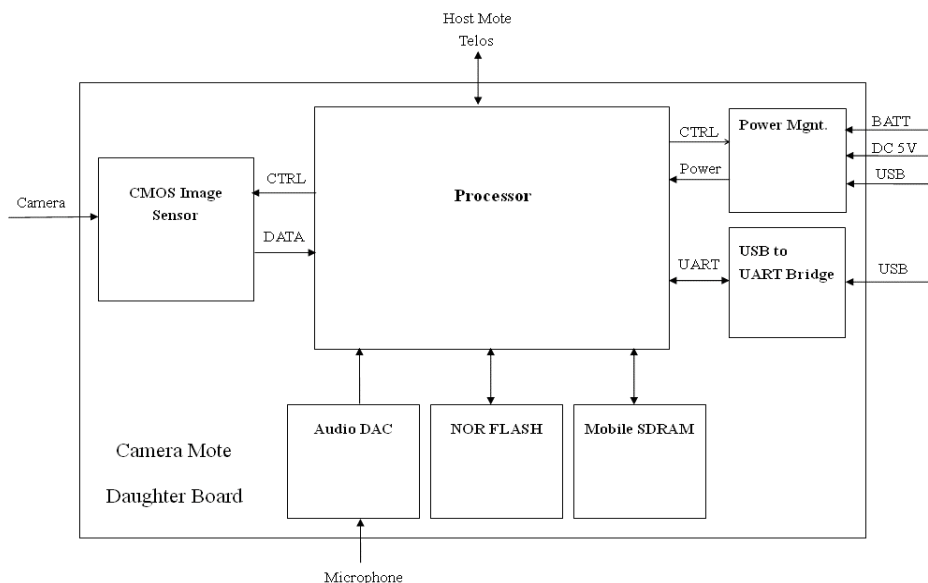 Host Mote
Telos
CTRL
Power Mgnt.
BATT
DC 5V
Power
USB
CMOS Image
Sensor
CTRL
Processor
Camera
DATA
USB to
UART Bridge
UART
USB
Audio DAC
NOR FLASH
Mobile SDRAM
Camera Mote
Daughter Board
Microphone